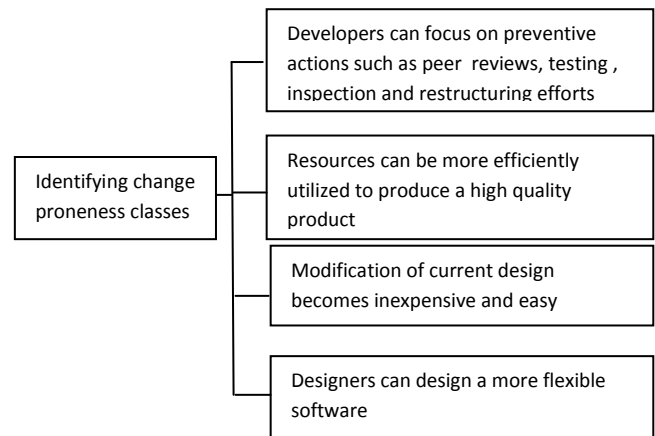 Developers can focus on preventive
actions such as peer reviews, testing ,
inspection and restructuring efforts
Identifying change
proneness classes
Resources can be more efficiently
utilized to produce a high quality
product
Modification of current design
becomes inexpensive and easy
Designers can design a more flexible
software